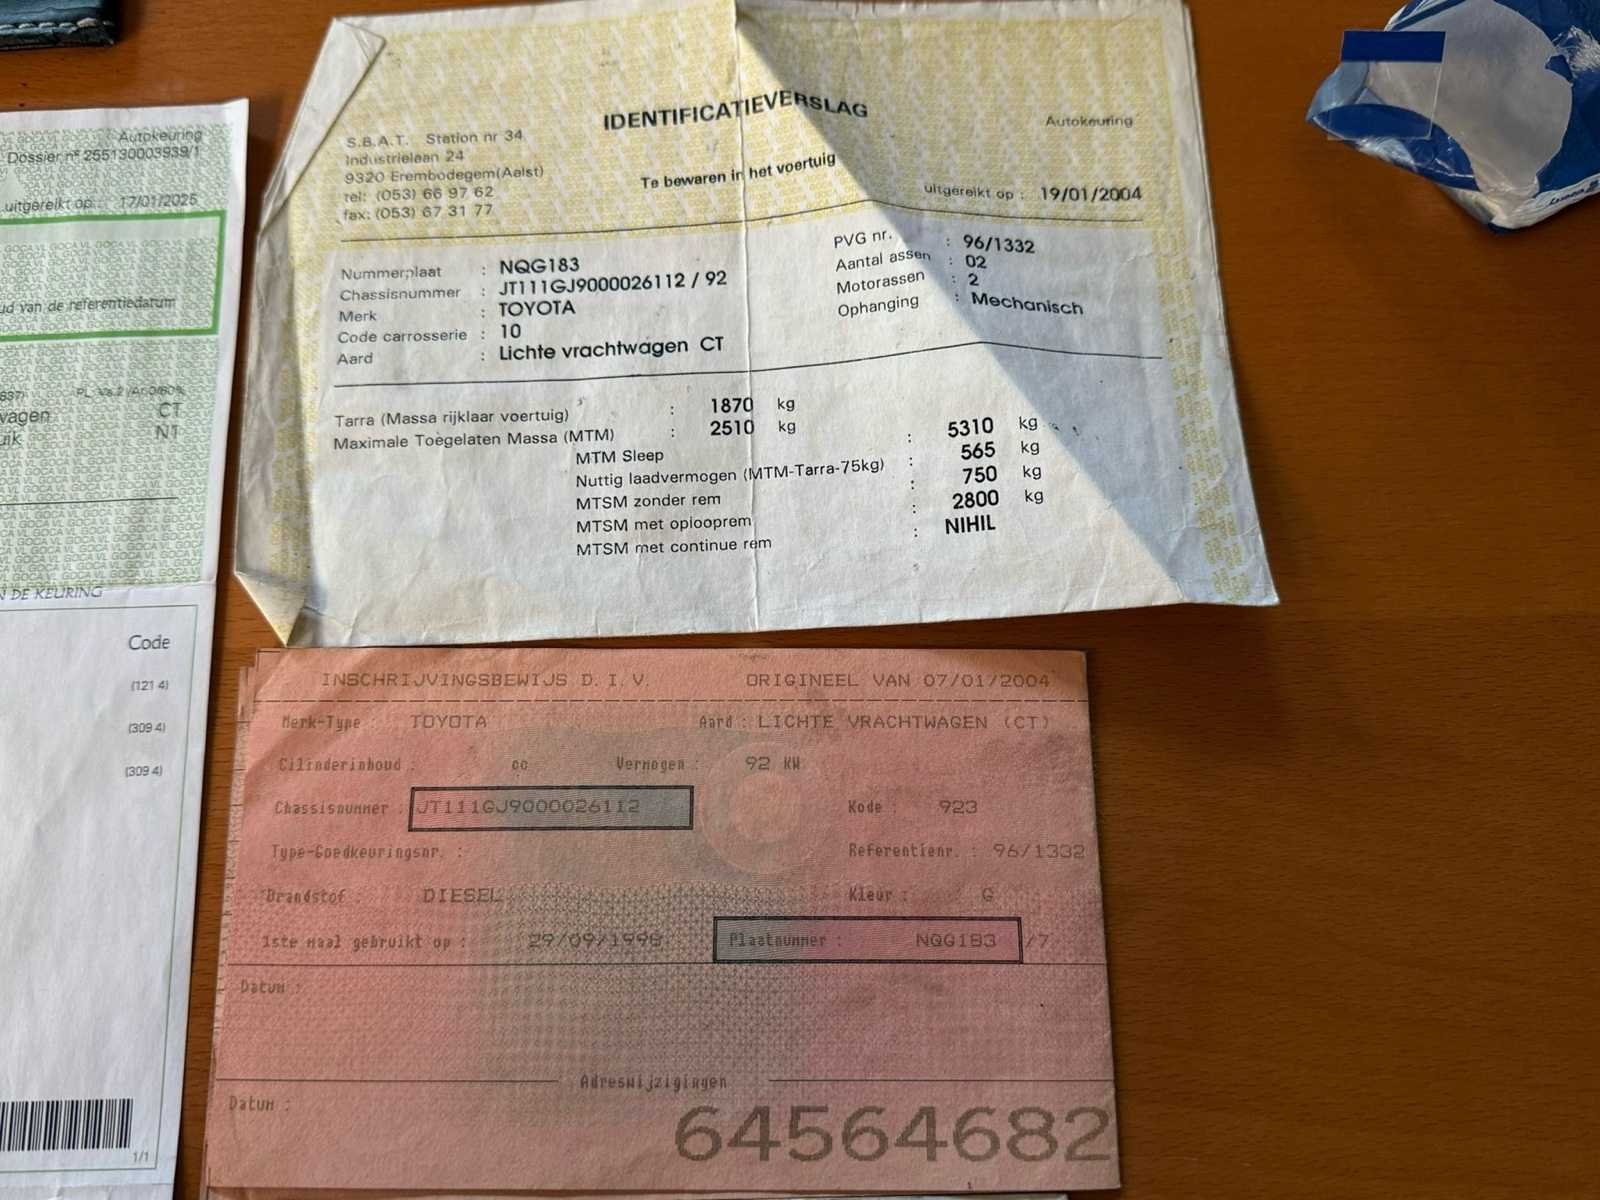 Autokeuring
Dossier nº 255130003939/1
uitgereikt op : 17/01/2025
ud van de referentiedatum
PL Va.2 /Ar.0/60%
wagen CT
uik N1
N DE KEURING
Code
(121 4)
(309 4)
(309 4)
1/1
IDENTIFICATIEVERSLAG
S.B.A.T. Station nr 34
Industrielaan 24
9320 Erembodegem(Aalst)
tel: (053) 66 97 62
fax: (053) 67 31 77
Te bewaren in het voertuig
Autokeuring
uitgereikt op : 19/01/2004
Nummerplaat : NQG183
Chassisnummer : JT111GJ9000026112 / 92
Merk : TOYOTA
Code carrosserie : 10
Aard : Lichte vrachtwagen CT
PVG nr. : 96/1332
Aantal assen : 02
Motorassen : 2
Ophanging : Mechanisch
Tarra (Massa rijklaar voertuig) : 1870 kg
Maximale Toegelaten Massa (MTM) : 2510 kg
MTM Sleep : 5310 kg
Nuttig laadvermogen (MTM-Tarra-75kg) : 565 kg
MTSM zonder rem : 750 kg
MTSM met oplooprem : 2800 kg
MTSM met continue rem : NIHIL
INSCHRIJVINGSBEWIJS D.I.V. ORIGINEEL VAN 07/01/2004
Merk-Type : TOYOTA Aard : LICHTE VRACHTWAGEN (CT)
Cilinderinhoud : cc Vermogen : 92 KW
Chassisnummer : JT111GJ9000026112 Kode : 923
Type-Goedkeuringsnr. : Referentienr. : 96/1332
Brandstof : DIESEL Kleur : G
1ste maal gebruikt op : 29/09/1998 Plaatnummer : NQG183 /7
Datum :
Adreswijzigingen
Datum :
64564682